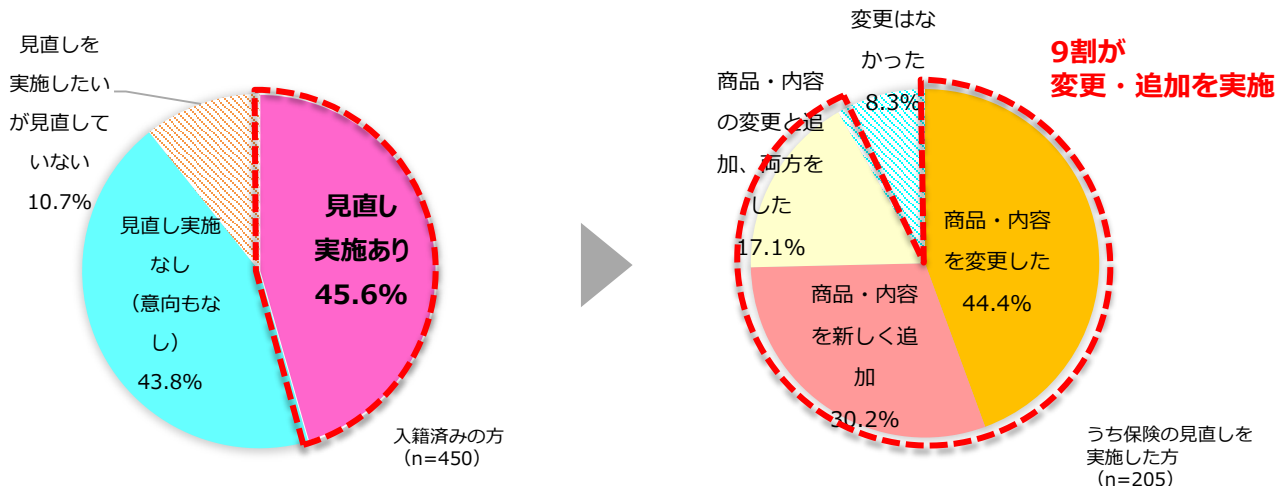 見直しを
実施したい
が見直して
いない
10.7%
見直し実施
なし
（意向もな
し）
43.8%
見直し
実施あり
45.6%
入籍済みの方
（n=450）
変更はな
かった
8.3%
商品・内容
の変更と追
加、両方を
した
17.1%
商品・内容
を新しく追
加
30.2%
商品・内容
を変更した
44.4%
9割が
変更・追加を実施
うち保険の見直しを
実施した方
（n=205）